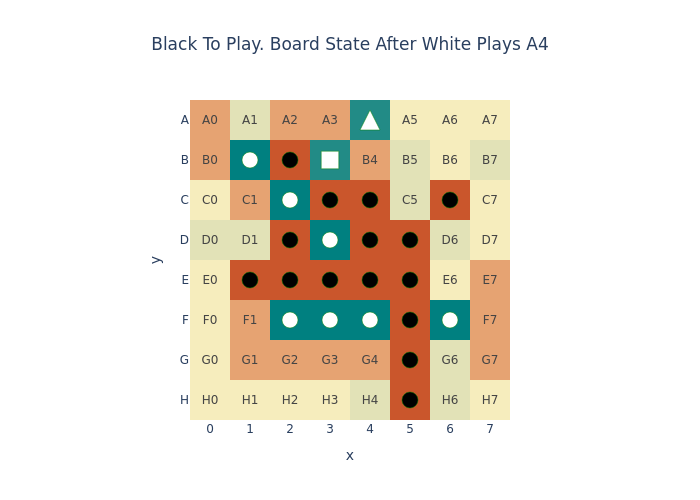 Black To Play. Board State After White Plays A4
A A0 A1 A2 A3 A5 A6 A7
B B0 B4 B5 B6 B7
C C0 C1 C5 C7
D D0 D1 D6 D7
y
E E0 E6 E7
F F0 F1 F7
G G0 G1 G2 G3 G4 G6 G7
H H0 H1 H2 H3 H4 H6 H7
0 1 2 3 4 5 6 7
x